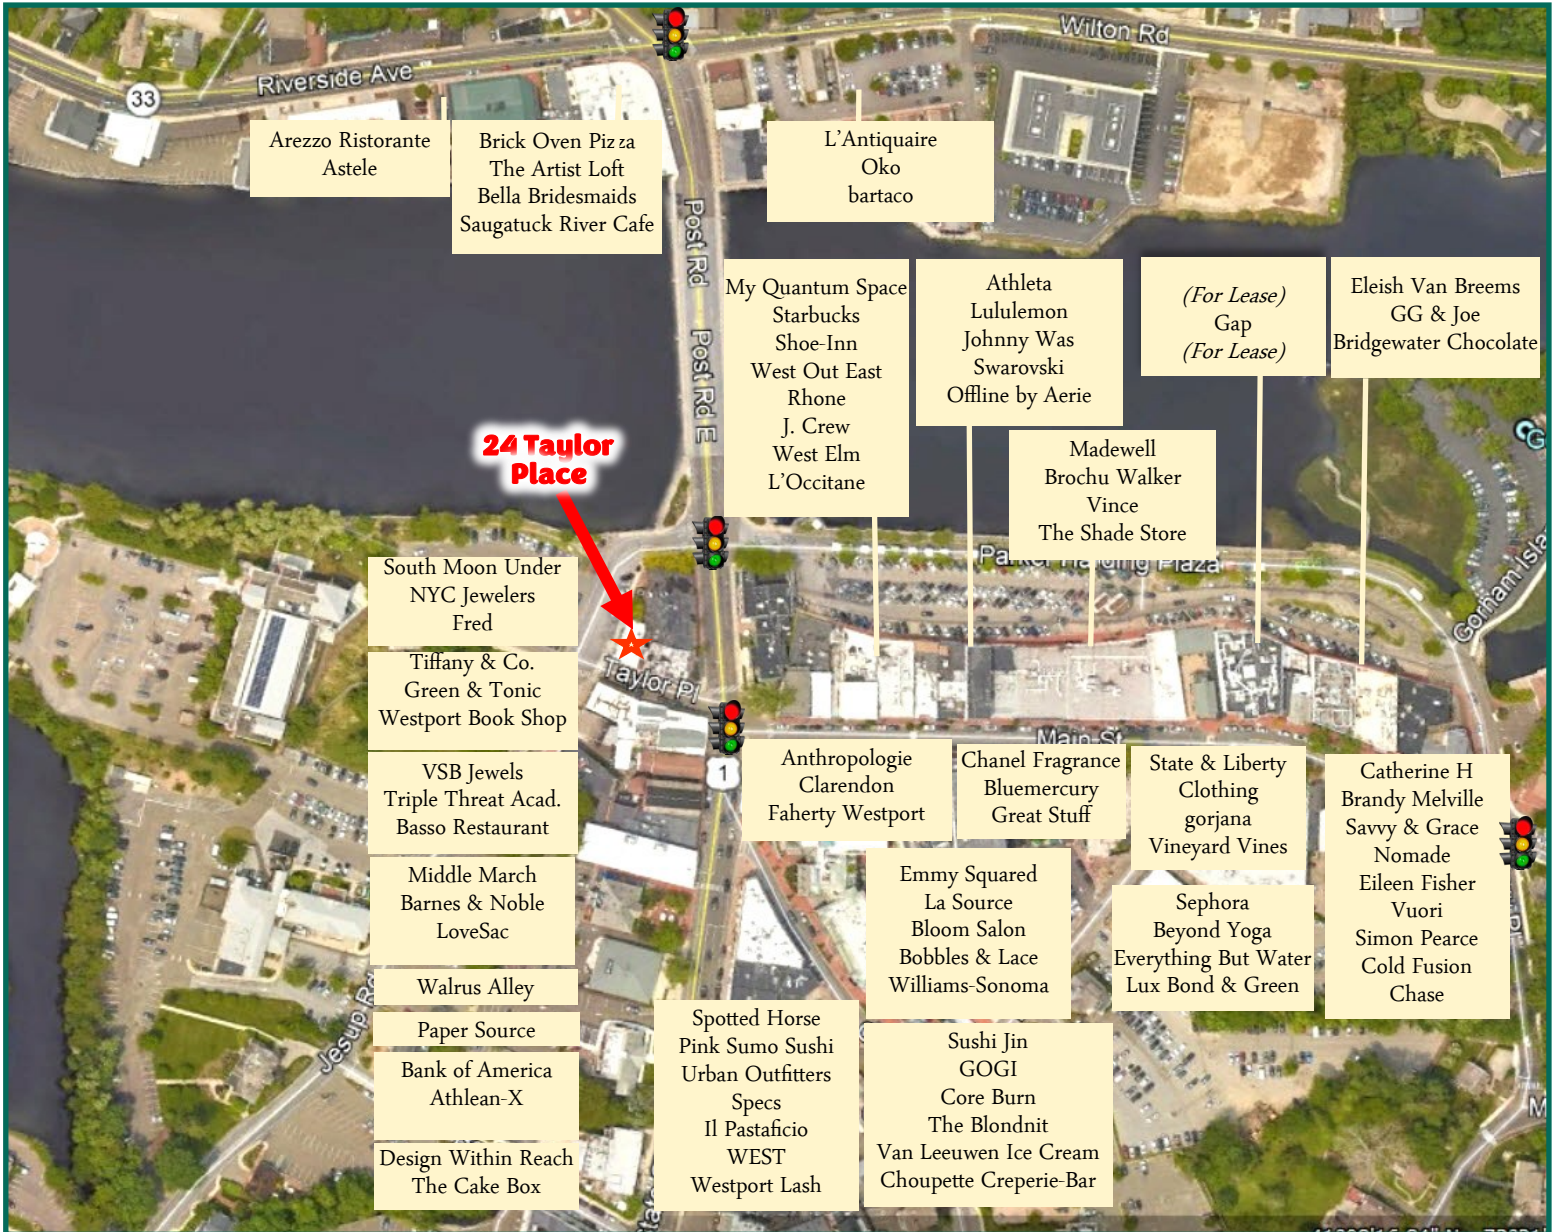 Wilton Rd
Riverside Ave
33
Arezzo Ristorante
Astele
Brick Oven Pizza
The Artist Loft
Bella Bridesmaids
Saugatuck River Cafe
L'Antiquaire
Oko
bartaco
Post Rd
Post Rd E
My Quantum Space
Starbucks
Shoe-Inn
West Out East
Rhone
J. Crew
West Elm
L'Occitane
Athleta
Lululemon
Johnny Was
Swarovski
Offline by Aerie
(For Lease)
Gap
(For Lease)
Eleish Van Breems
GG & Joe
Bridgewater Chocolate
24 Taylor
Place
Madewell
Brochu Walker
Vince
The Shade Store
Parker Harding Plaza
Gorham Isla
G
South Moon Under
NYC Jewelers
Fred
Taylor Pl
Tiffany & Co.
Green & Tonic
Westport Book Shop
Main St
1
VSB Jewels
Triple Threat Acad.
Basso Restaurant
Anthropologie
Clarendon
Faherty Westport
Chanel Fragrance
Bluemercury
Great Stuff
State & Liberty
Clothing
gorjana
Vineyard Vines
Catherine H
Brandy Melville
Savvy & Grace
Nomade
Eileen Fisher
Vuori
Simon Pearce
Cold Fusion
Chase
Middle March
Barnes & Noble
LoveSac
Emmy Squared
La Source
Bloom Salon
Bobbles & Lace
Williams-Sonoma
Sephora
Beyond Yoga
Everything But Water
Lux Bond & Green
Walrus Alley
Jesup Rd
Paper Source
Bank of America
Athlean-X
Spotted Horse
Pink Sumo Sushi
Urban Outfitters
Specs
Il Pastaficio
WEST
Westport Lash
Sushi Jin
GOGI
Core Burn
The Blondnit
Van Leeuwen Ice Cream
Choupette Creperie-Bar
Design Within Reach
The Cake Box